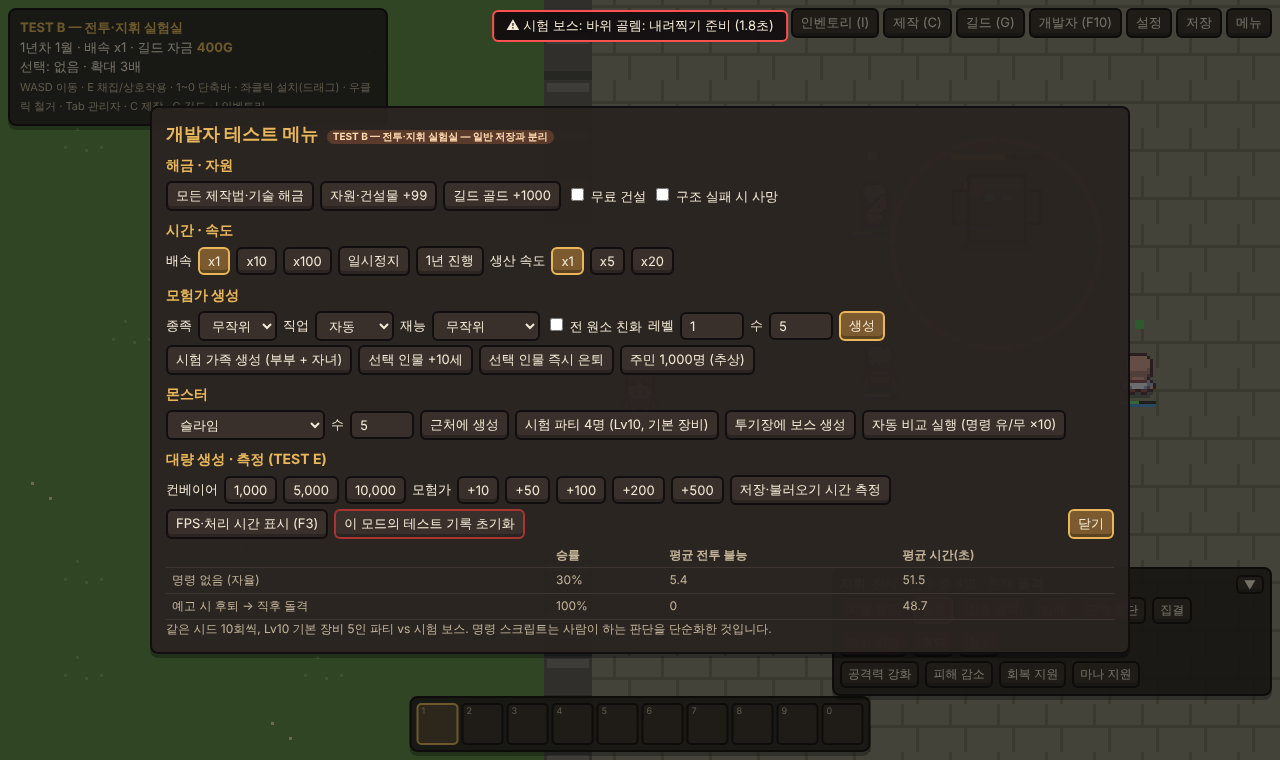 TEST B — 전투·지휘 실험실
1년차 1월 · 배속 x1 · 길드 자금 400G
선택: 없음 · 확대 3배
WASD 이동 · E 채집/상호작용 · 1~0 단축바 · 좌클릭 설치(드래그) · 우클
릭 철거 · Tab 관리자 · C 제작 · G 길드 · I 인벤토리
⚠ 시험 보스: 바위 골렘: 내려찍기 준비 (1.8초)
인벤토리 (I) 제작 (C) 길드 (G) 개발자 (F10) 설정 저장 메뉴
개발자 테스트 메뉴 TEST B — 전투·지휘 실험실 — 일반 저장과 분리
해금 · 자원
모든 제작법·기술 해금 자원·건설물 +99 길드 골드 +1000 무료 건설 구조 실패 시 사망
시간 · 속도
배속 x1 x10 x100 일시정지 1년 진행 생산 속도 x1 x5 x20
모험가 생성
종족 무작위 직업 자동 재능 무작위 전 원소 친화 레벨 1 수 5 생성
시험 가족 생성 (부부 + 자녀) 선택 인물 +10세 선택 인물 즉시 은퇴 주민 1,000명 (추상)
몬스터
슬라임 수 5 근처에 생성 시험 파티 4명 (Lv10, 기본 장비) 투기장에 보스 생성 자동 비교 실행 (명령 유/무 ×10)
대량 생성 · 측정 (TEST E)
컨베이어 1,000 5,000 10,000 모험가 +10 +50 +100 +200 +500 저장·불러오기 시간 측정
FPS·처리 시간 표시 (F3) 이 모드의 테스트 기록 초기화 닫기
승률 평균 전투 불능 평균 시간(초)
명령 없음 (자율) 30% 5.4 51.5
예고 시 후퇴 → 직후 돌격 100% 0 48.7
같은 시드 10회씩, Lv10 기본 장비 5인 파티 vs 시험 보스. 명령 스크립트는 사람이 하는 판단을 단순화한 것입니다.
▼
단 집결
공격력 강화 피해 감소 회복 지원 마나 지원
1 2 3 4 5 6 7 8 9 0